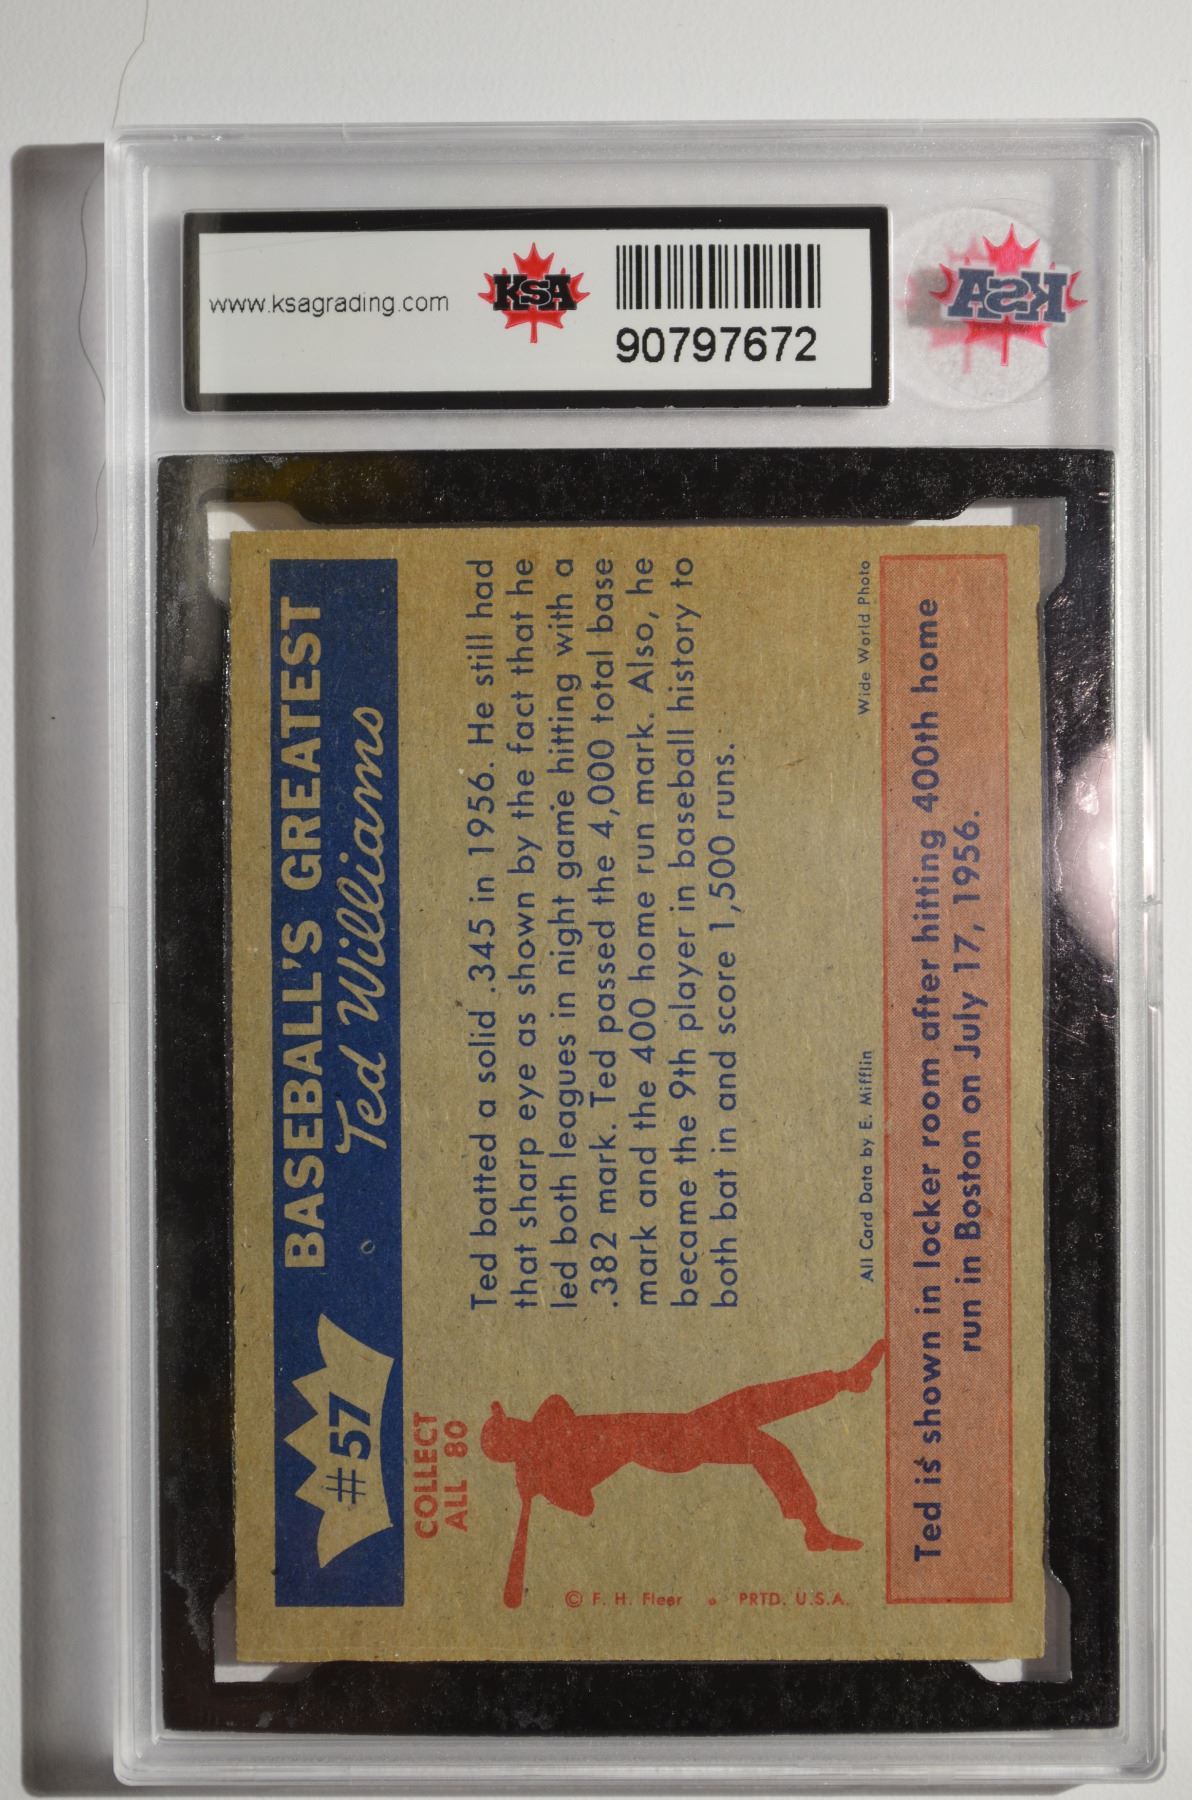 www.ksagrading.com
KSA
90797672
KSA
#57
BASEBALL'S GREATEST
Ted Williams
COLLECT
ALL 80
Ted batted a solid .345 in 1956. He still had
that sharp eye as shown by the fact that he
led both leagues in night game hitting with a
.382 mark. Ted passed the 4,000 total base
mark and the 400 home run mark. Also, he
became the 9th player in baseball history to
both bat in and score 1,500 runs.
© F. H. Fleer • PRTD. U.S.A.
All Card Data by E. Mifflin
Wide World Photo
Ted is shown in locker room after hitting 400th home
run in Boston on July 17, 1956.